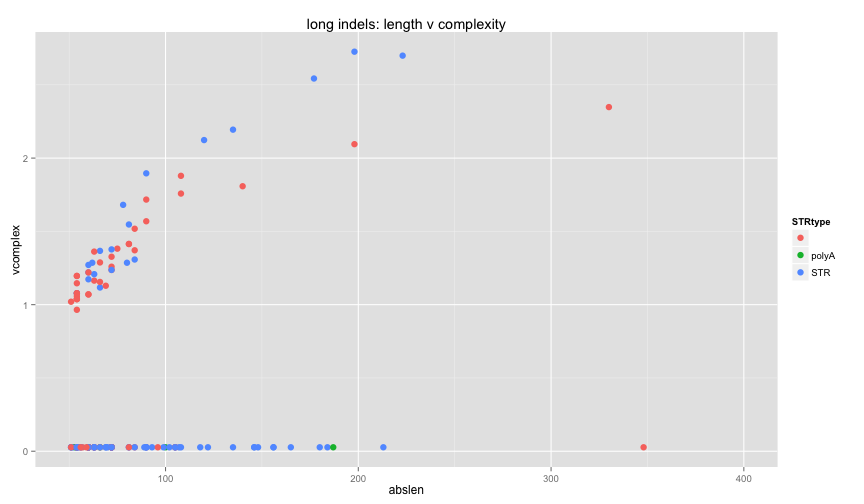 long indels: length v complexity
2
1
0
vcomplex
100
200
300
400
abslen
STRtype
polyA
STR